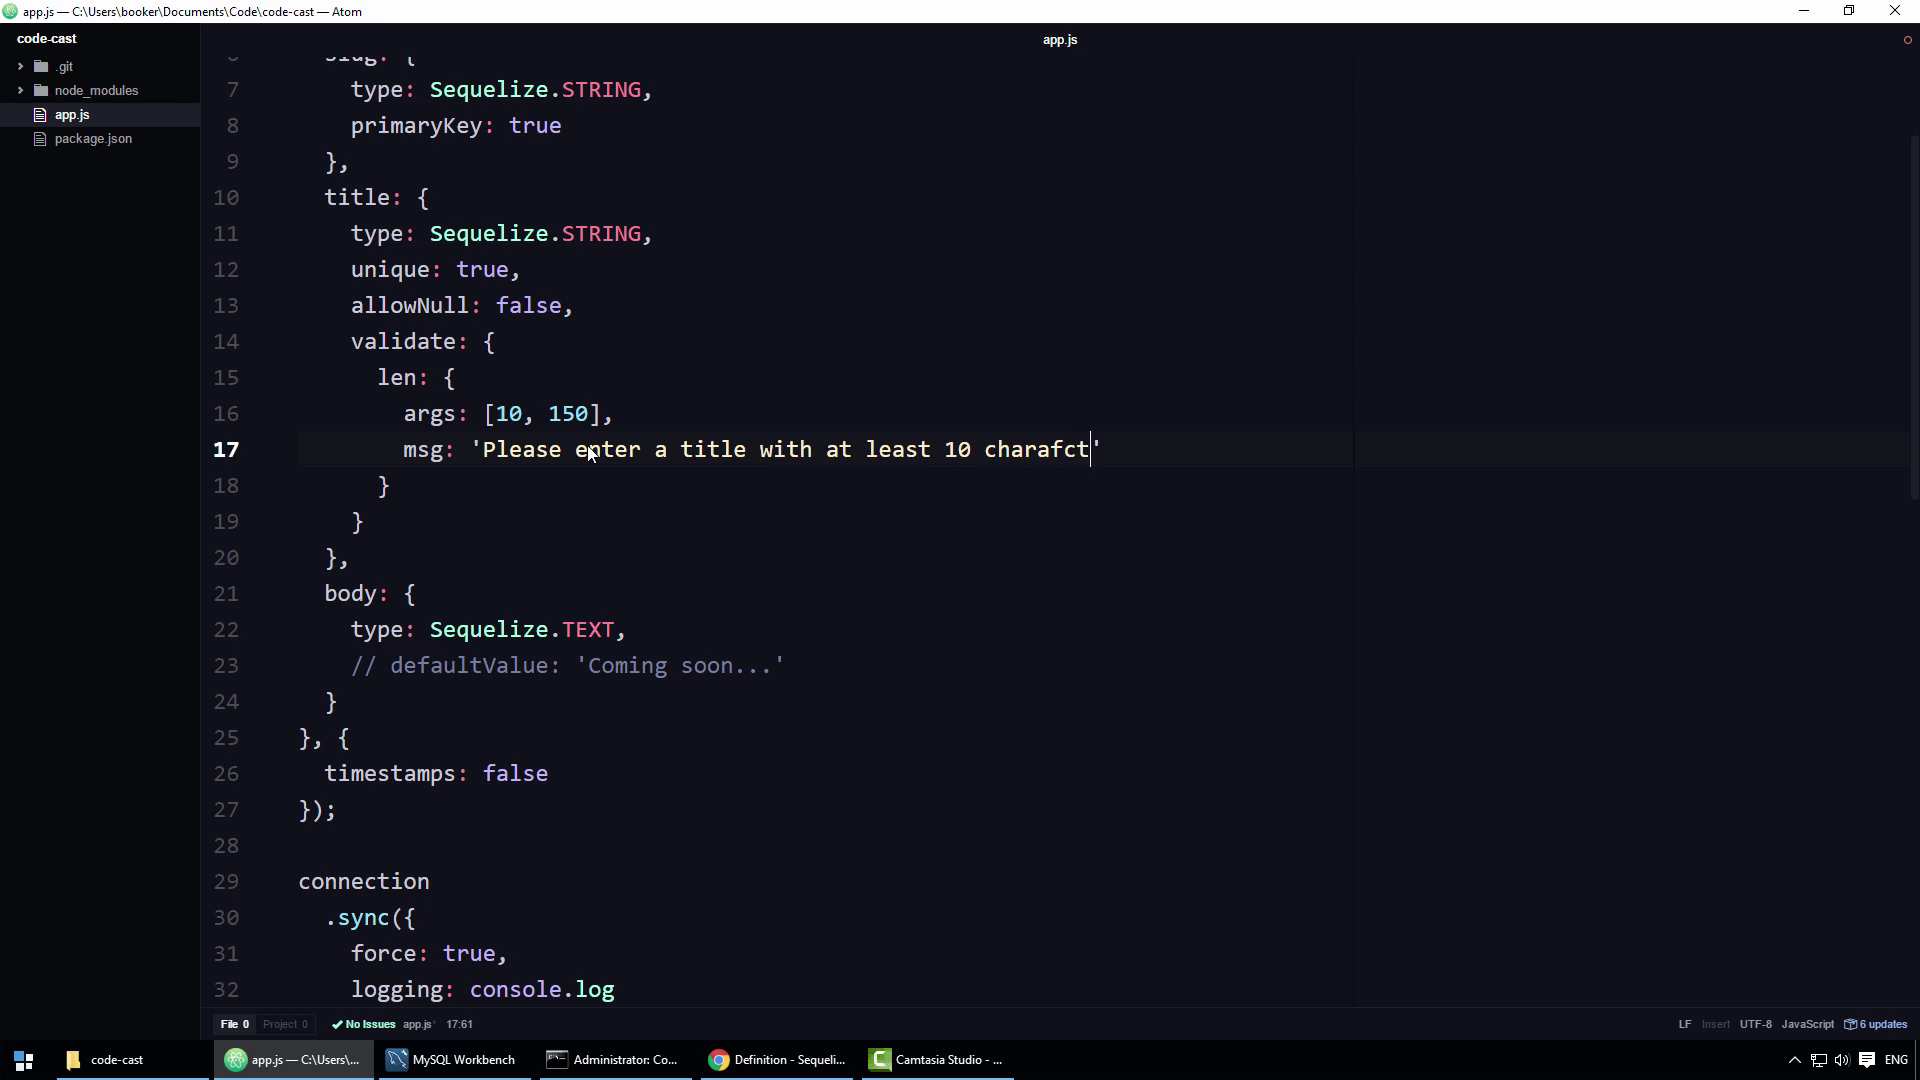 app.js — C:\Users\booker\Documents\Code\code-cast — Atom
code-cast
app.js
.git
node_modules
app.js
package.json
6 slug: {
7 type: Sequelize.STRING,
8 primaryKey: true
9 },
10 title: {
11 type: Sequelize.STRING,
12 unique: true,
13 allowNull: false,
14 validate: {
15 len: {
16 args: [10, 150],
17 msg: 'Please enter a title with at least 10 charafct'
18 }
19 }
20 },
21 body: {
22 type: Sequelize.TEXT,
23 // defaultValue: 'Coming soon...'
24 }
25 }, {
26 timestamps: false
27 });
28
29 connection
30 .sync({
31 force: true,
32 logging: console.log
File 0 Project 0 No Issues app.js* 17:61 LF Insert UTF-8 JavaScript 6 updates
code-cast app.js — C:\Users\... MySQL Workbench Administrator: Co... Definition - Sequeli... Camtasia Studio - ... ENG